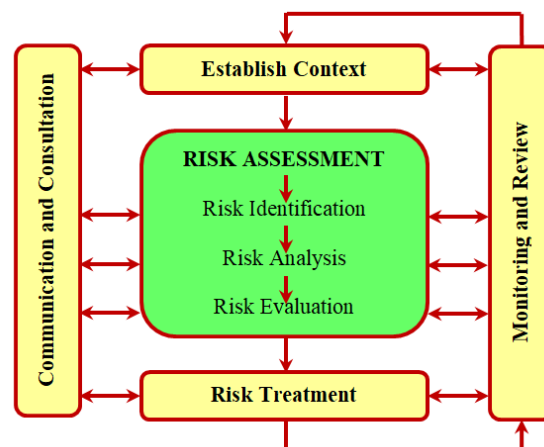 Establish Context
Communication and Consultation
RISK ASSESSMENT
Risk Identification
Risk Analysis
Risk Evaluation
Monitoring and Review
Risk Treatment